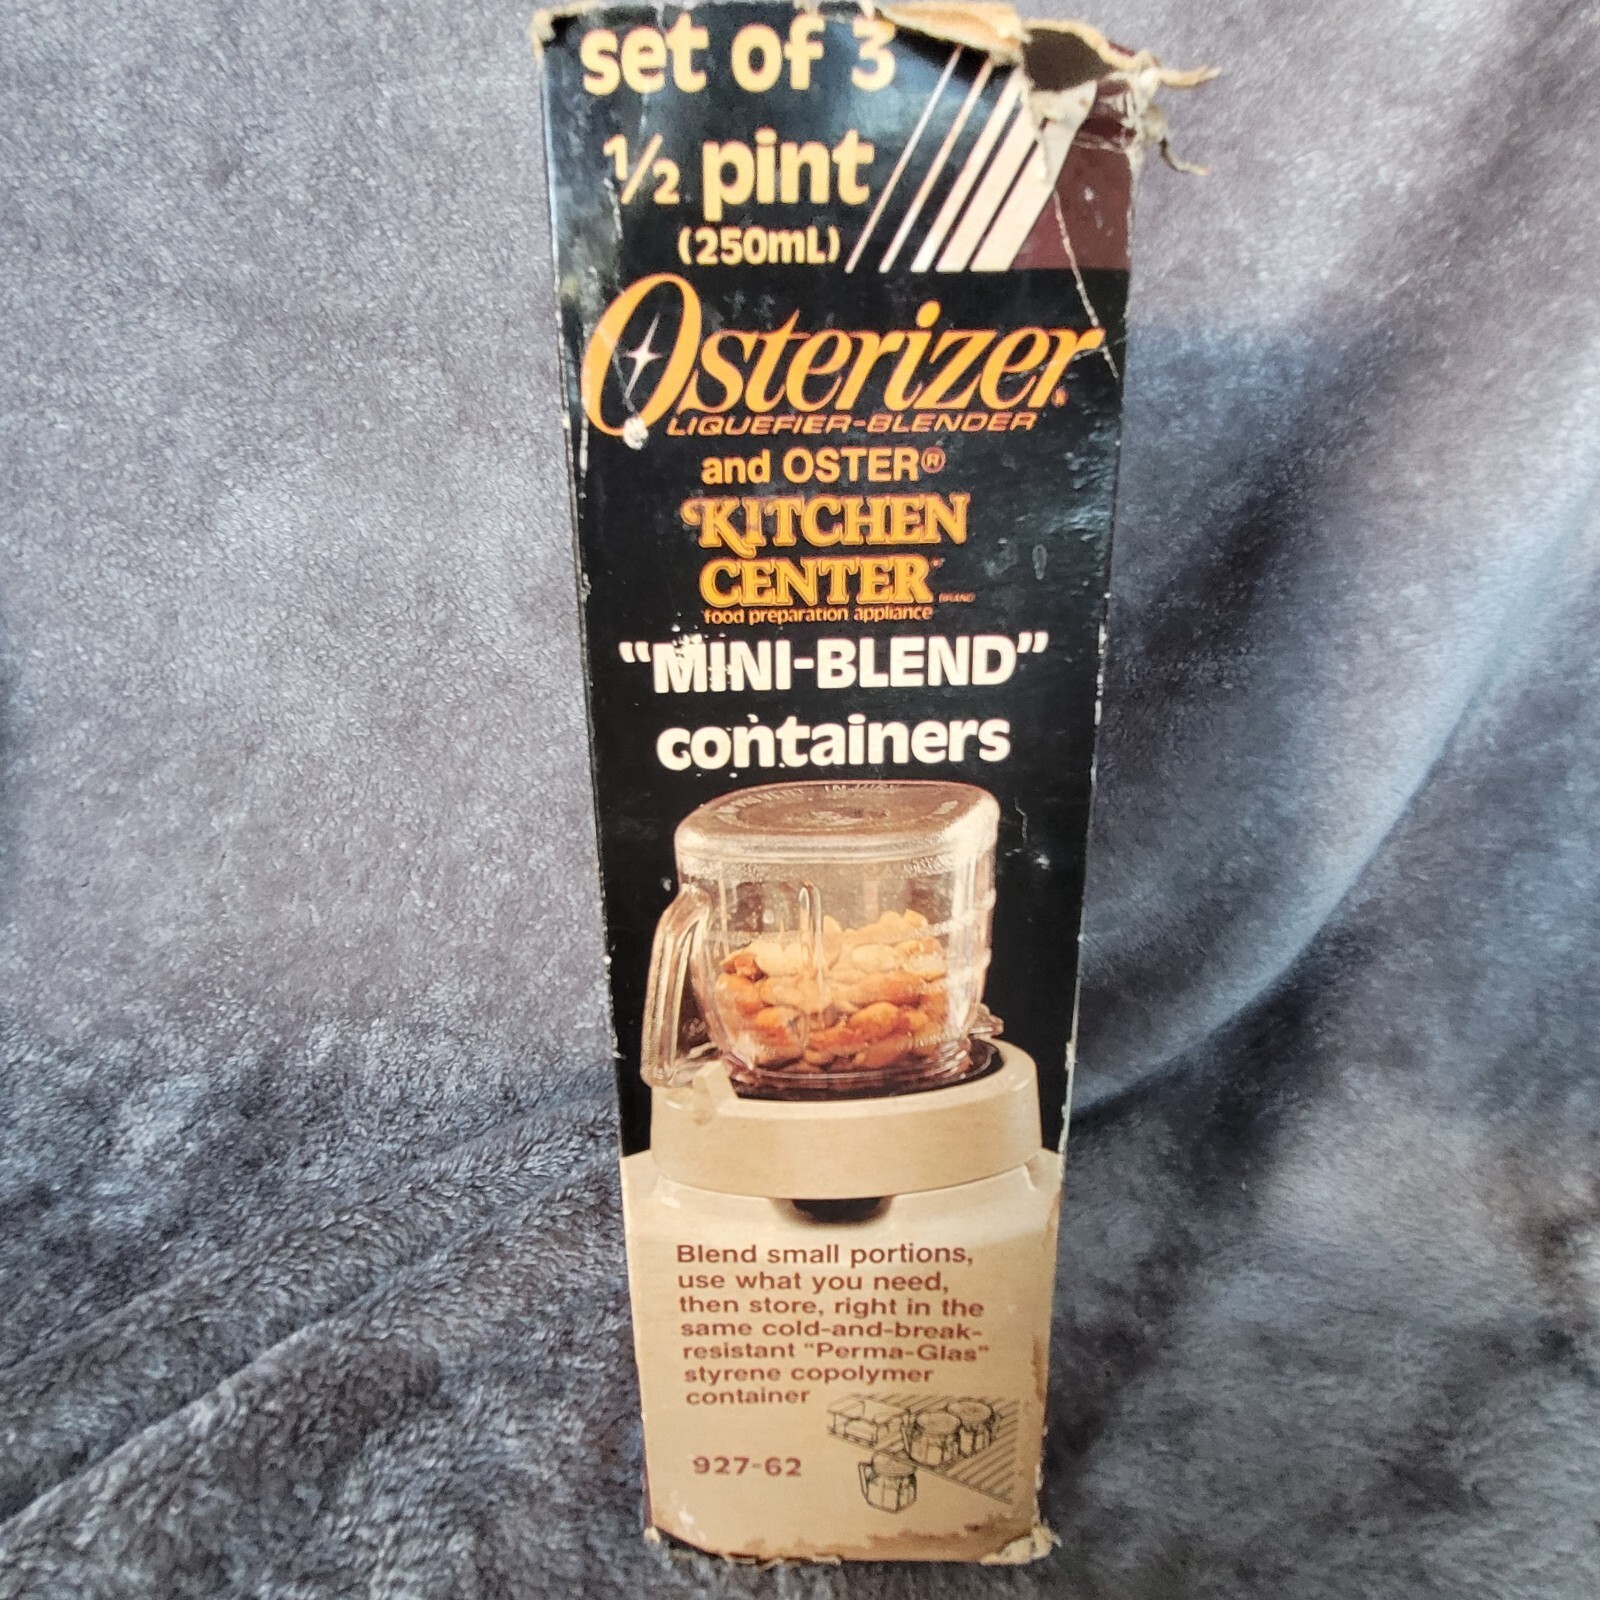 set of 3
1/2 pint
(250mL)
Osterizer®
LIQUEFIER-BLENDER
and OSTER®
KITCHEN
CENTER
BRAND
food preparation appliance
"MINI-BLEND"
containers
Blend small portions,
use what you need,
then store, right in the
same cold-and-break-
resistant "Perma-Glas"
styrene copolymer
container
927-62